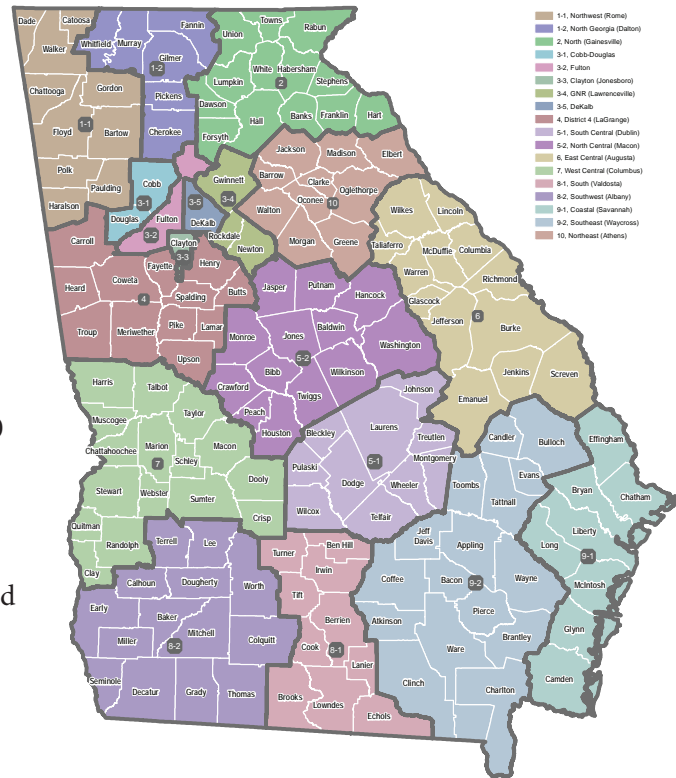 1-1, Northwest (Rome)
1-2, North Georgia (Dalton)
2, North (Gainesville)
3-1, Cobb-Douglas
3-2, Fulton
3-3, Clayton (Jonesboro)
3-4, GNR (Lawrenceville)
3-5, DeKalb
4, District 4 (LaGrange)
5-1, South Central (Dublin)
5-2, North Central (Macon)
6, East Central (Augusta)
7, West Central (Columbus)
8-1, South (Valdosta)
8-2, Southwest (Albany)
9-1, Coastal (Savannah)
9-2, Southeast (Waycross)
10, Northeast (Athens)
Dade
Catoosa
Walker
Whitfield
Murray
Fannin
Gilmer
1-2
Chattooga
Gordon
Pickens
Floyd
1-1
Bartow
Cherokee
Polk
Paulding
Haralson
Towns
Rabun
Union
White
Habersham
2
Lumpkin
Stephens
Dawson
Hall
Banks
Franklin
Hart
Forsyth
Cobb
3-1
Douglas
Fulton
3-2
Gwinnett
3-4
3-5
DeKalb
Rockdale
Newton
Clayton
3-3
Jackson
Madison
Elbert
Barrow
Clarke
Oglethorpe
Oconee
10
Walton
Morgan
Greene
Carroll
Fayette
Henry
Heard
Coweta
4
Spalding
Butts
Troup
Meriwether
Pike
Lamar
Upson
Jasper
Putnam
Hancock
Monroe
Jones
Baldwin
Washington
5-2
Bibb
Wilkinson
Crawford
Twiggs
Peach
Houston
Wilkes
Lincoln
Taliaferro
McDuffie
Columbia
Warren
Richmond
Glascock
Jefferson
6
Burke
Jenkins
Screven
Emanuel
Johnson
Laurens
Treutlen
Bleckley
5-1
Montgomery
Pulaski
Dodge
Wheeler
Wilcox
Telfair
Harris
Talbot
Taylor
Muscogee
Chattahoochee
Marion
7
Macon
Schley
Dooly
Stewart
Webster
Sumter
Crisp
Quitman
Randolph
Clay
Terrell
Lee
Calhoun
Dougherty
Worth
Early
Baker
Mitchell
Miller
8-2
Colquitt
Seminole
Decatur
Grady
Thomas
Turner
Ben Hill
Irwin
Tift
Berrien
Cook
8-1
Lanier
Brooks
Lowndes
Echols
Candler
Bulloch
Evans
Toombs
Tattnall
Jeff
Davis
Appling
Coffee
Bacon
9-2
Wayne
Atkinson
Pierce
Brantley
Ware
Clinch
Charlton
Effingham
Bryan
Chatham
Liberty
Long
9-1
McIntosh
Glynn
Camden